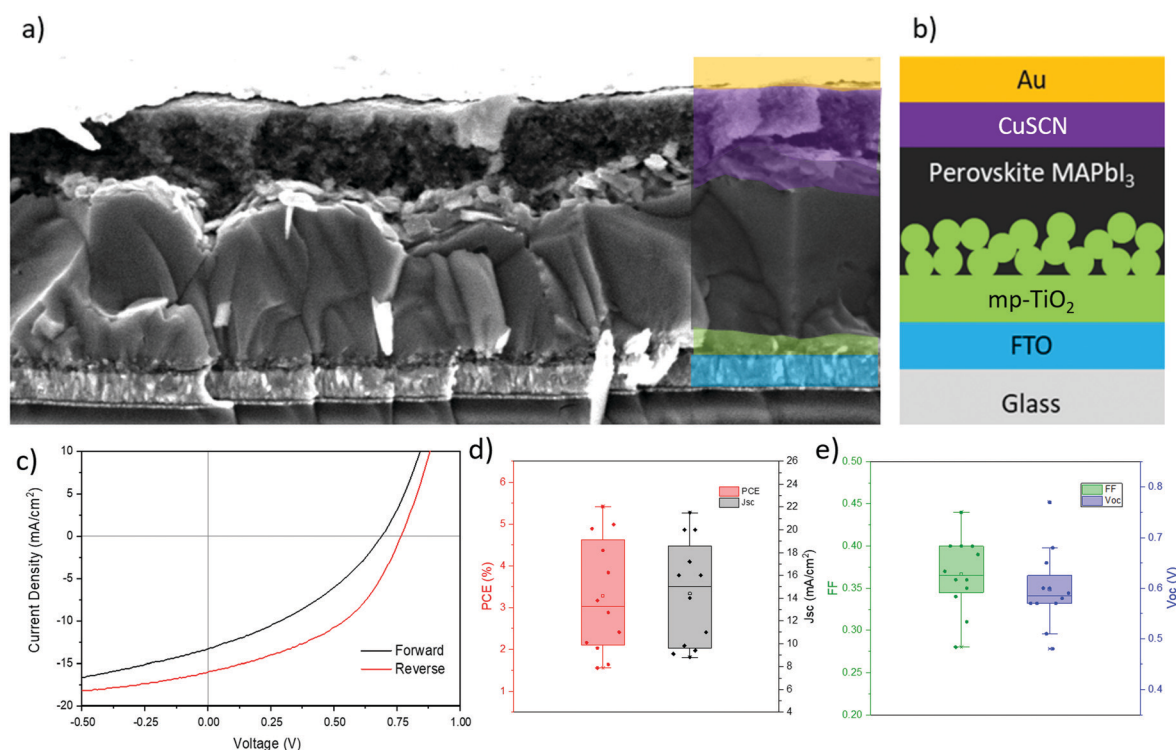 a)
b)
Au
CuSCN
Perovskite MAPbI₃
mp-TiO₂
FTO
Glass
c)
10
5
0
-5
-10
-15
-20
-0.50
-0.25
0.00
0.25
0.50
0.75
1.00
Current Density (mA/cm²)
Voltage (V)
Forward
Reverse
d)
6
5
4
3
2
1
PCE (%)
PCE
Jsc
26
24
22
20
18
16
14
12
10
8
6
4
Jsc (mA/cm²)
e)
0.50
0.45
0.40
0.35
0.30
0.25
0.20
FF
FF
Voc
0.8
0.7
0.6
0.5
0.4
Voc (V)